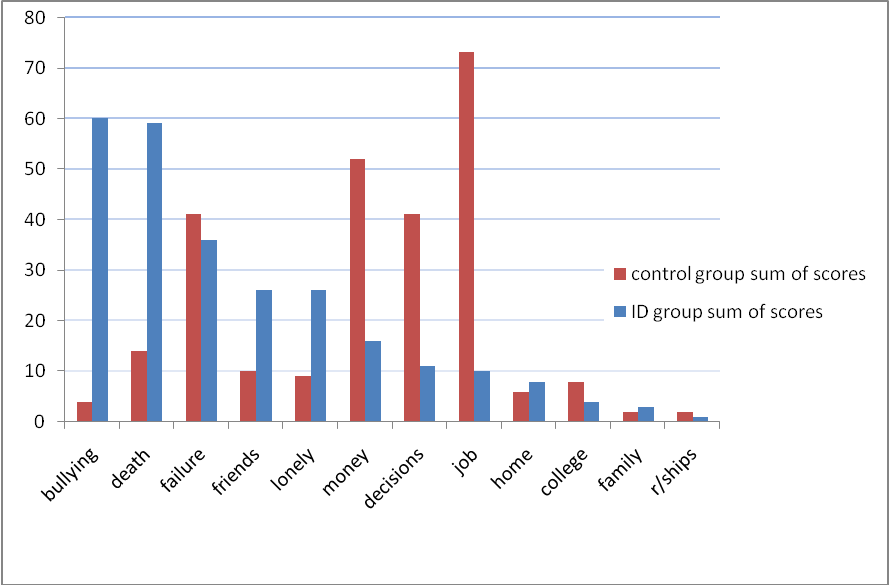 80
70
60
50
40
30
20
10
0
bullying
death
failure
friends
lonely
money
decisions
job
home
college
family
r/ships
control group sum of scores
ID group sum of scores